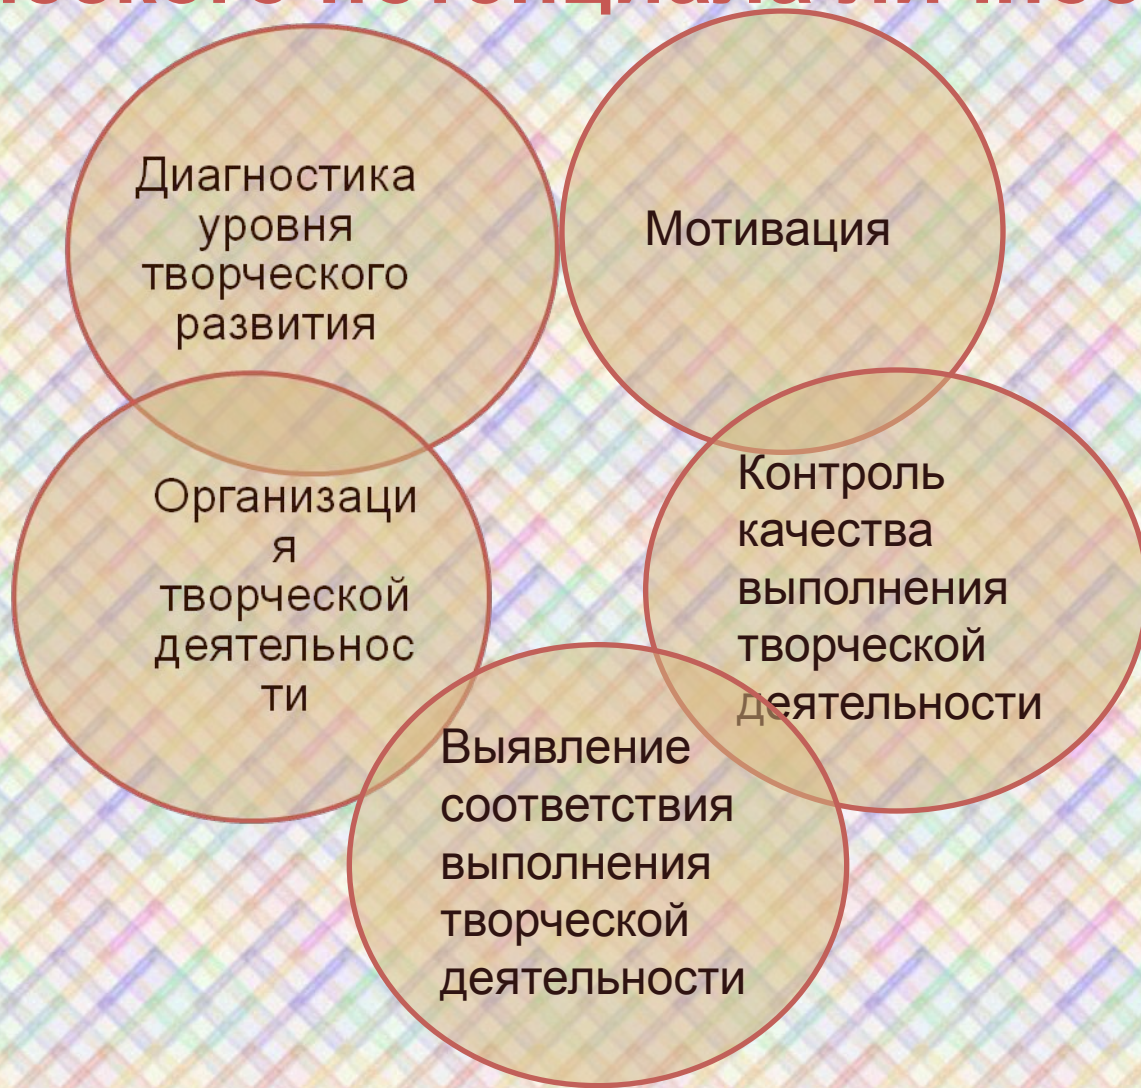 потенциала
Диагностика
уровня
творческого
развития
Мотивация
Организаци
я
творческой
деятельнос
ти
Контроль
качества
выполнения
творческой
деятельности
Выявление
соответствия
выполнения
творческой
деятельности